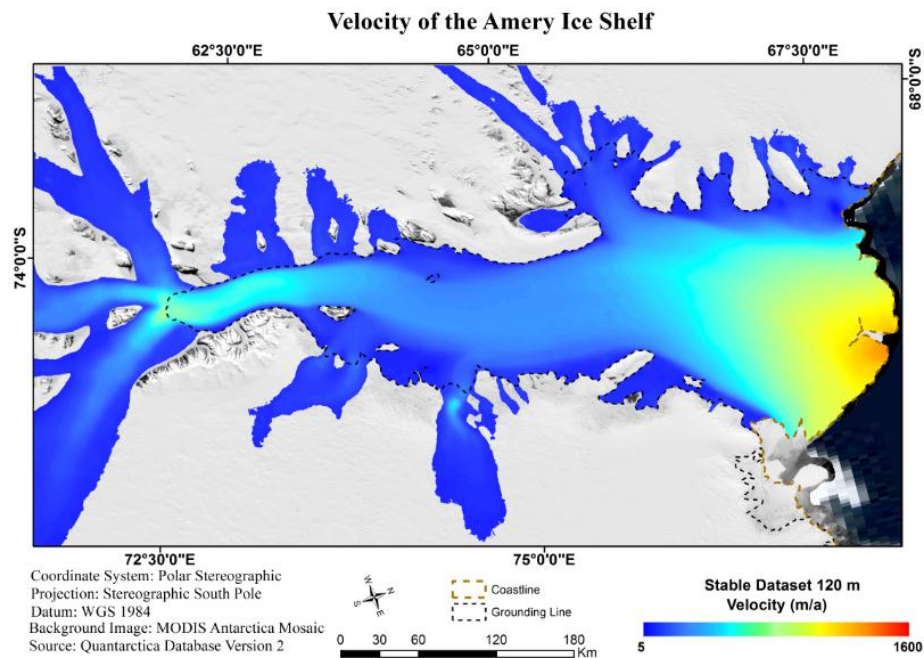 Velocity of the Amery Ice Shelf
62°30'0"E 65°0'0"E 67°30'0"E
68°0'0"S
74°0'0"S
72°30'0"E 75°0'0"E
Coordinate System: Polar Stereographic
Projection: Stereographic South Pole
Datum: WGS 1984
Background Image: MODIS Antarctica Mosaic
Source: Quantarctica Database Version 2
W N
S E
0 30 60 120 180
Km
Coastline
Grounding Line
Stable Dataset 120 m
Velocity (m/a)
5 1600